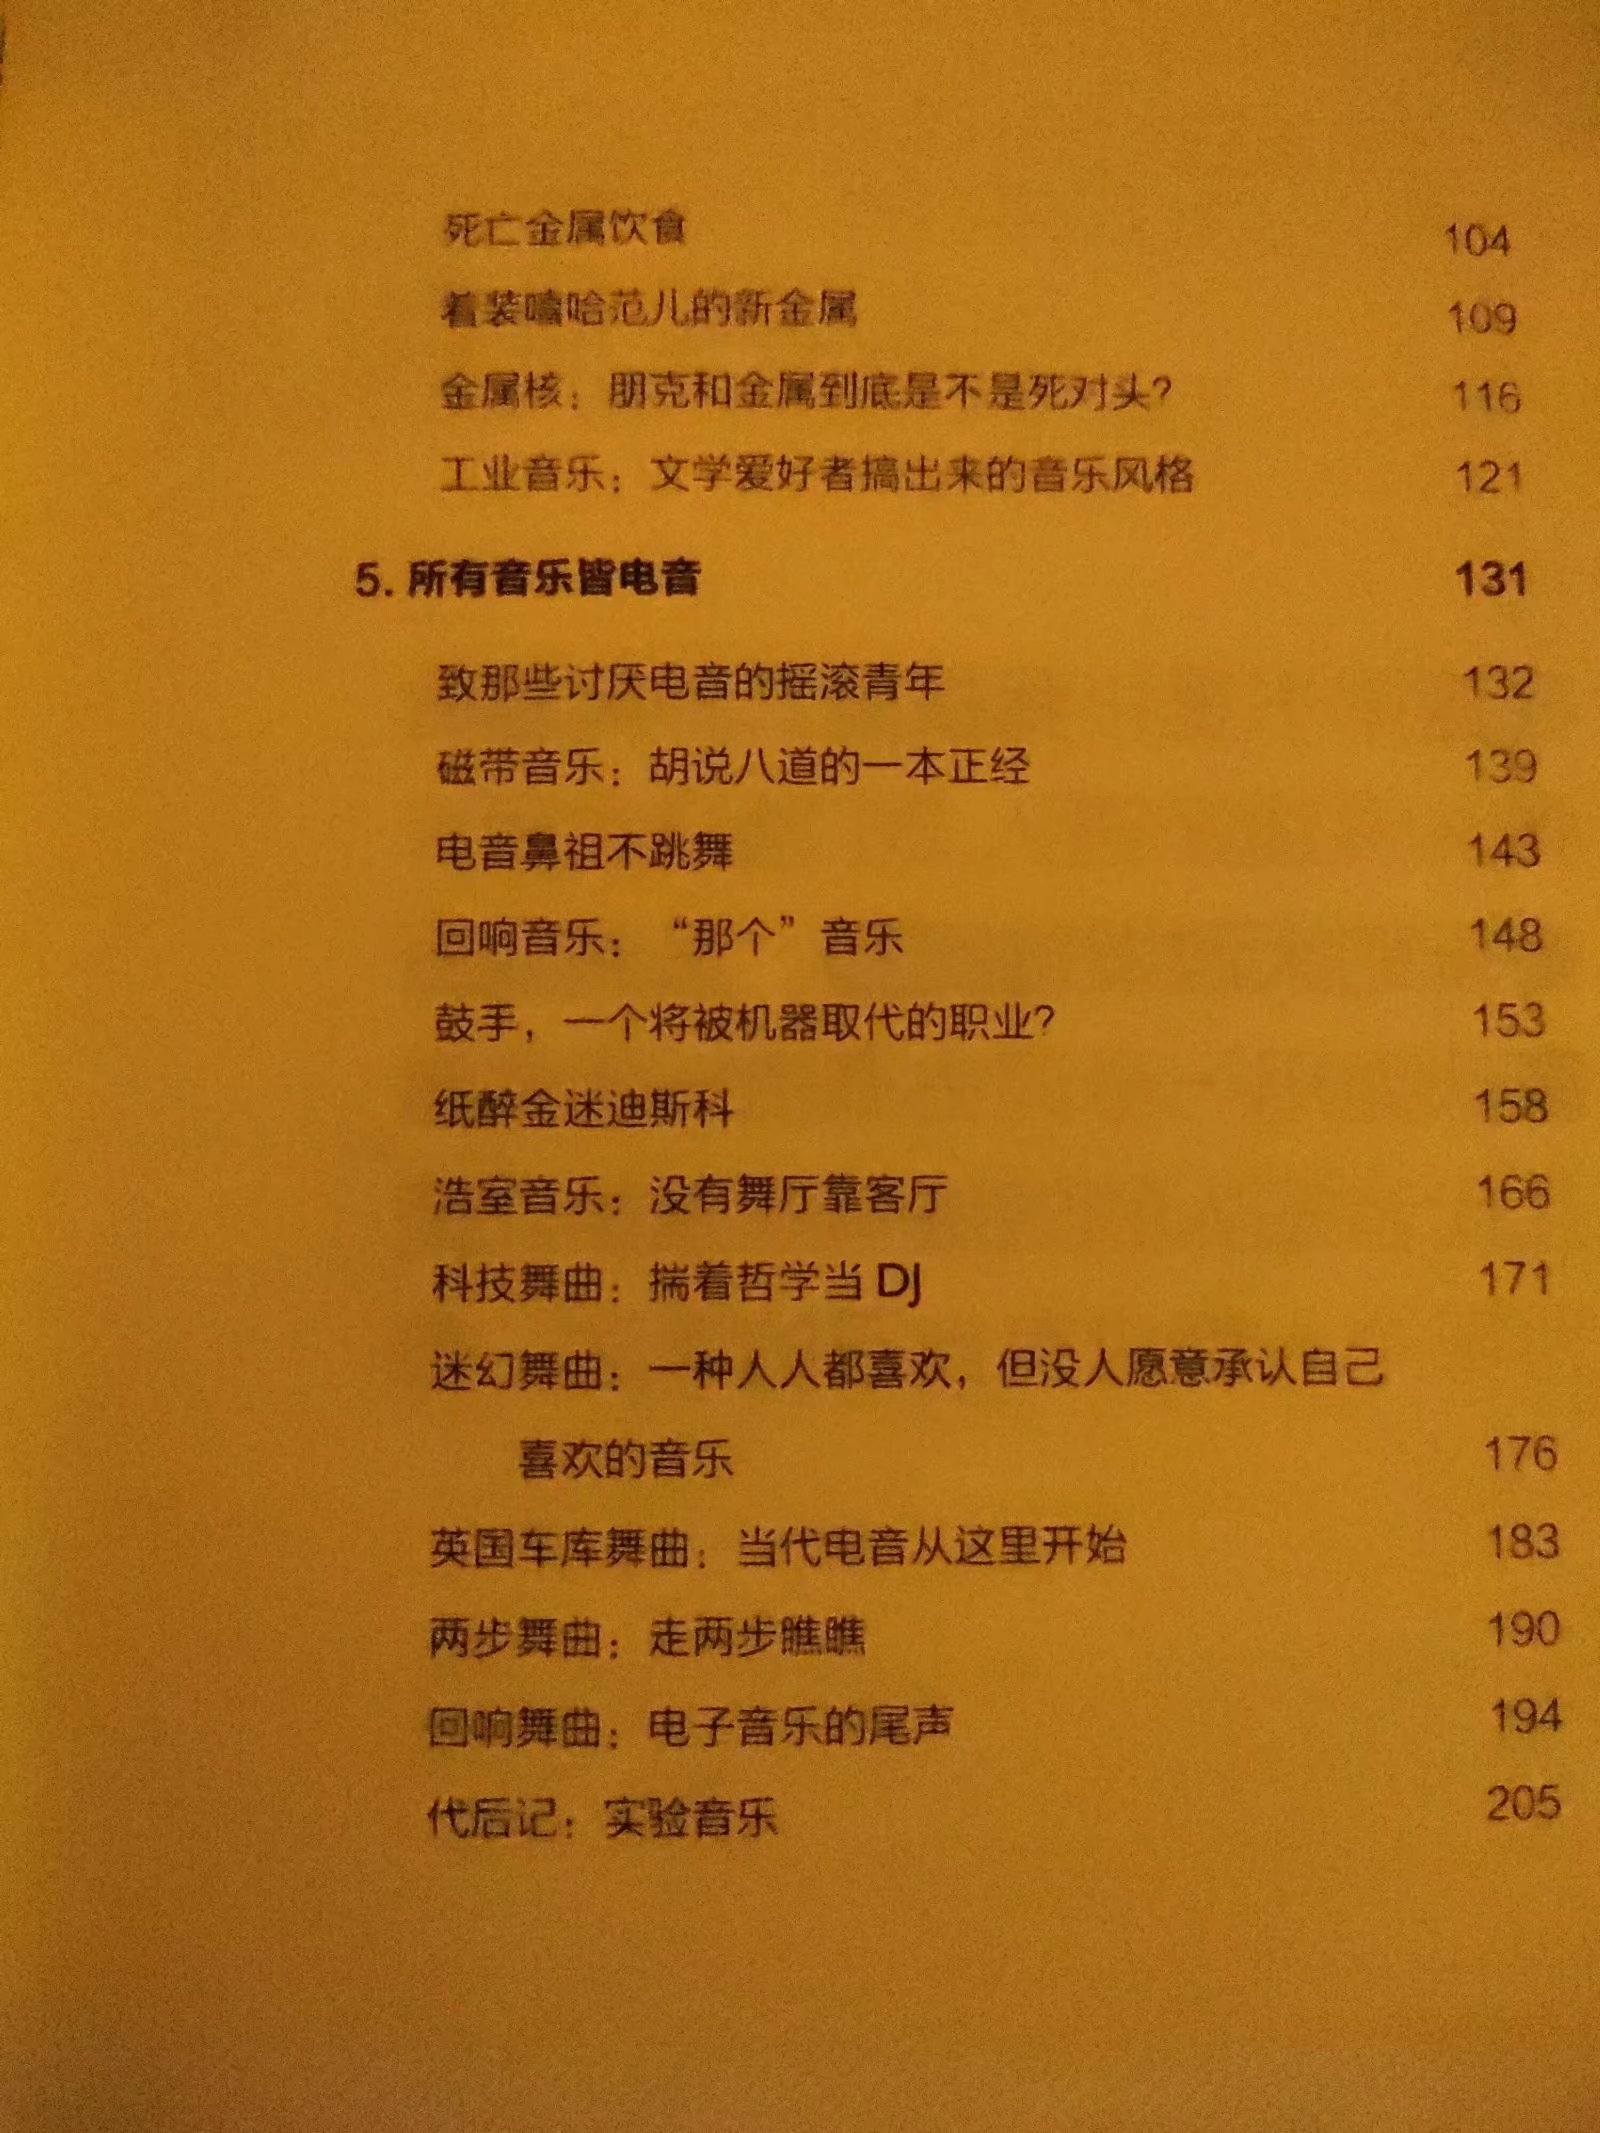 死亡金属饮食 104
着装嘻哈范儿的新金属 109
金属核：朋克和金属到底是不是死对头？ 116
工业音乐：文学爱好者搞出来的音乐风格 121
5. 所有音乐皆电音 131
致那些讨厌电音的摇滚青年 132
磁带音乐：胡说八道的一本正经 139
电音鼻祖不跳舞 143
回响音乐：“那个”音乐 148
鼓手，一个将被机器取代的职业？ 153
纸醉金迷迪斯科 158
浩室音乐：没有舞厅靠客厅 166
科技舞曲：揣着哲学当 DJ 171
迷幻舞曲：一种人人都喜欢，但没人愿意承认自己
喜欢的音乐 176
英国车库舞曲：当代电音从这里开始 183
两步舞曲：走两步瞧瞧 190
回响舞曲：电子音乐的尾声 194
代后记：实验音乐 205